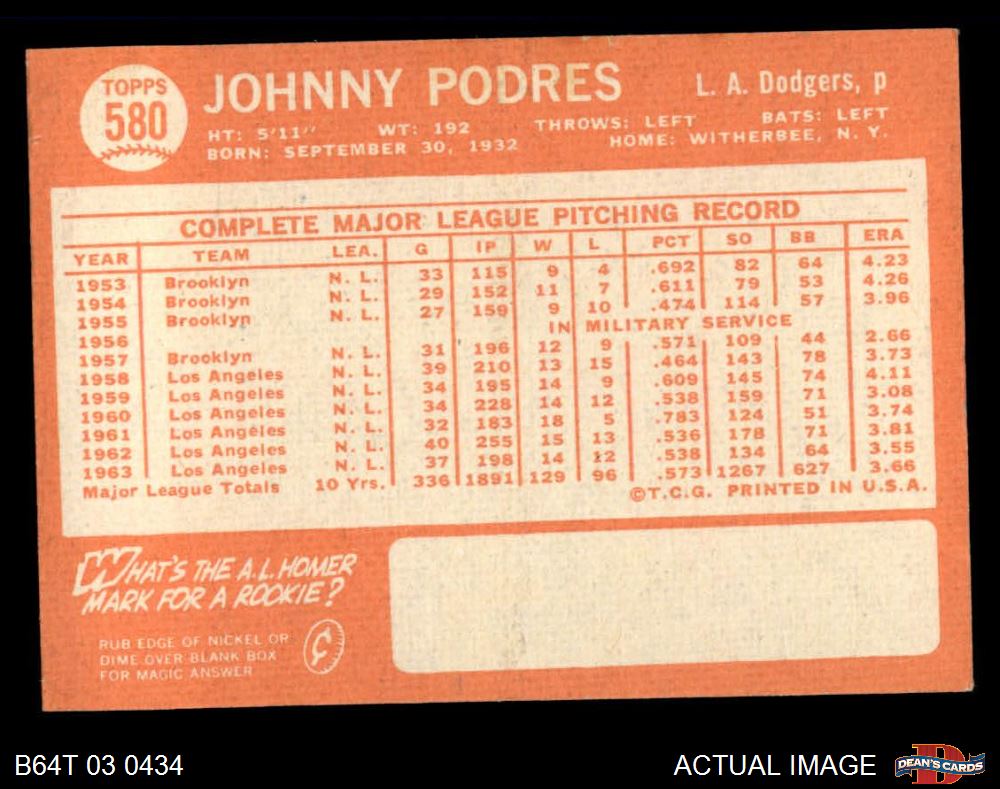 TOPPS
580
JOHNNY PODRES
L. A. Dodgers, p
HT: 5'11" WT: 192 THROWS: LEFT BATS: LEFT
BORN: SEPTEMBER 30, 1932 HOME: WITHERBEE, N. Y.
COMPLETE MAJOR LEAGUE PITCHING RECORD
YEAR TEAM LEA. G IP W L PCT SO BB ERA
1953 Brooklyn N. L. 33 115 9 4 .692 82 64 4.23
1954 Brooklyn N. L. 29 152 11 7 .611 79 53 4.26
1955 Brooklyn N. L. 27 159 9 10 .474 114 57 3.96
1956 IN MILITARY SERVICE
1957 Brooklyn N. L. 31 196 12 9 .571 109 44 2.66
1958 Los Angeles N. L. 39 210 13 15 .464 143 78 3.73
1959 Los Angeles N. L. 34 195 14 9 .609 145 74 4.11
1960 Los Angeles N. L. 34 228 14 12 .538 159 71 3.08
1961 Los Angeles N. L. 32 183 18 5 .783 124 51 3.74
1962 Los Angeles N. L. 40 255 15 13 .536 178 71 3.81
1963 Los Angeles N. L. 37 198 14 12 .538 134 64 3.55
Major League Totals 10 Yrs. 336 1891 129 96 .573 1267 627 3.66
©T.C.G. PRINTED IN U.S.A.
WHAT'S THE A.L. HOMER
MARK FOR A ROOKIE?
RUB EDGE OF NICKEL OR
DIME OVER BLANK BOX
FOR MAGIC ANSWER
¢
B64T 03 0434
ACTUAL IMAGE
D
DEAN'S CARDS